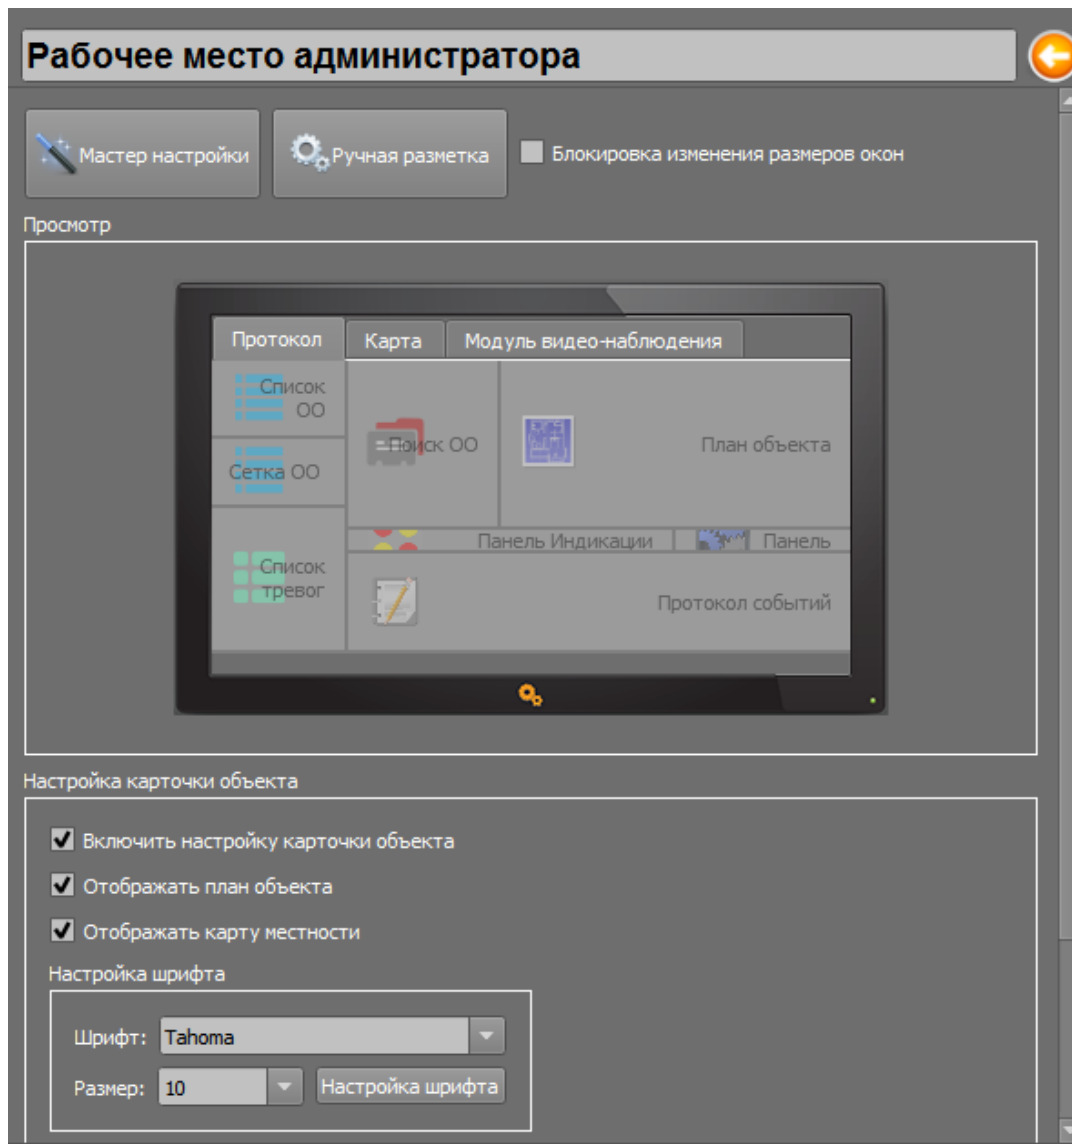 Рабочее место администратора
Мастер настройки
Ручная разметка
Блокировка изменения размеров окон
Просмотр
Протокол
Карта
Модуль видео-наблюдения
Список
ОО
Поиск ОО
План объекта
Сетка ОО
Панель Индикации
Панель
Список
тревог
Протокол событий
Настройка карточки объекта
Включить настройку карточки объекта
Отображать план объекта
Отображать карту местности
Настройка шрифта
Шрифт: Tahoma
Размер: 10 Настройка шрифта